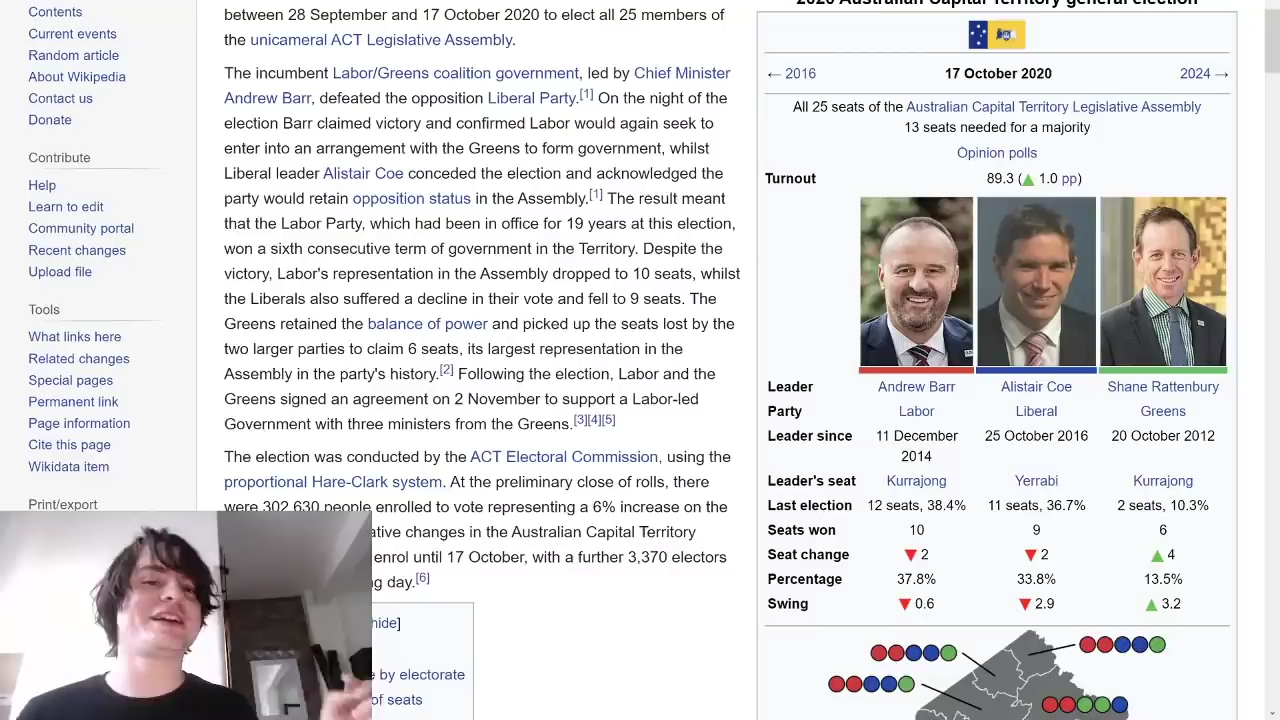 Contents
Current events
Random article
About Wikipedia
Contact us
Donate
Contribute
Help
Learn to edit
Community portal
Recent changes
Upload file
Tools
What links here
Related changes
Special pages
Permanent link
Page information
Cite this page
Wikidata item
Print/export
between 28 September and 17 October 2020 to elect all 25 members of
the unicameral ACT Legislative Assembly.
The incumbent Labor/Greens coalition government, led by Chief Minister
Andrew Barr, defeated the opposition Liberal Party.[1] On the night of the
election Barr claimed victory and confirmed Labor would again seek to
enter into an arrangement with the Greens to form government, whilst
Liberal leader Alistair Coe conceded the election and acknowledged the
party would retain opposition status in the Assembly.[1] The result meant
that the Labor Party, which had been in office for 19 years at this election,
won a sixth consecutive term of government in the Territory. Despite the
victory, Labor's representation in the Assembly dropped to 10 seats, whilst
the Liberals also suffered a decline in their vote and fell to 9 seats. The
Greens retained the balance of power and picked up the seats lost by the
two larger parties to claim 6 seats, its largest representation in the
Assembly in the party's history.[2] Following the election, Labor and the
Greens signed an agreement on 2 November to support a Labor-led
Government with three ministers from the Greens.[3][4][5]
The election was conducted by the ACT Electoral Commission, using the
proportional Hare-Clark system. At the preliminary close of rolls, there
were 302,630 people enrolled to vote representing a 6% increase on the
ative changes in the Australian Capital Territory
enrol until 17 October, with a further 3,370 electors
g day.[6]
hide]
e by electorate
of seats
2020 Australian Capital Territory general election
← 2016 17 October 2020 2024 →
All 25 seats of the Australian Capital Territory Legislative Assembly
13 seats needed for a majority
Opinion polls
Turnout 89.3 (▲ 1.0 pp)
Leader Andrew Barr Alistair Coe Shane Rattenbury
Party Labor Liberal Greens
Leader since 11 December 2014 25 October 2016 20 October 2012
Leader's seat Kurrajong Yerrabi Kurrajong
Last election 12 seats, 38.4% 11 seats, 36.7% 2 seats, 10.3%
Seats won 10 9 6
Seat change ▼ 2 ▼ 2 ▲ 4
Percentage 37.8% 33.8% 13.5%
Swing ▼ 0.6 ▼ 2.9 ▲ 3.2